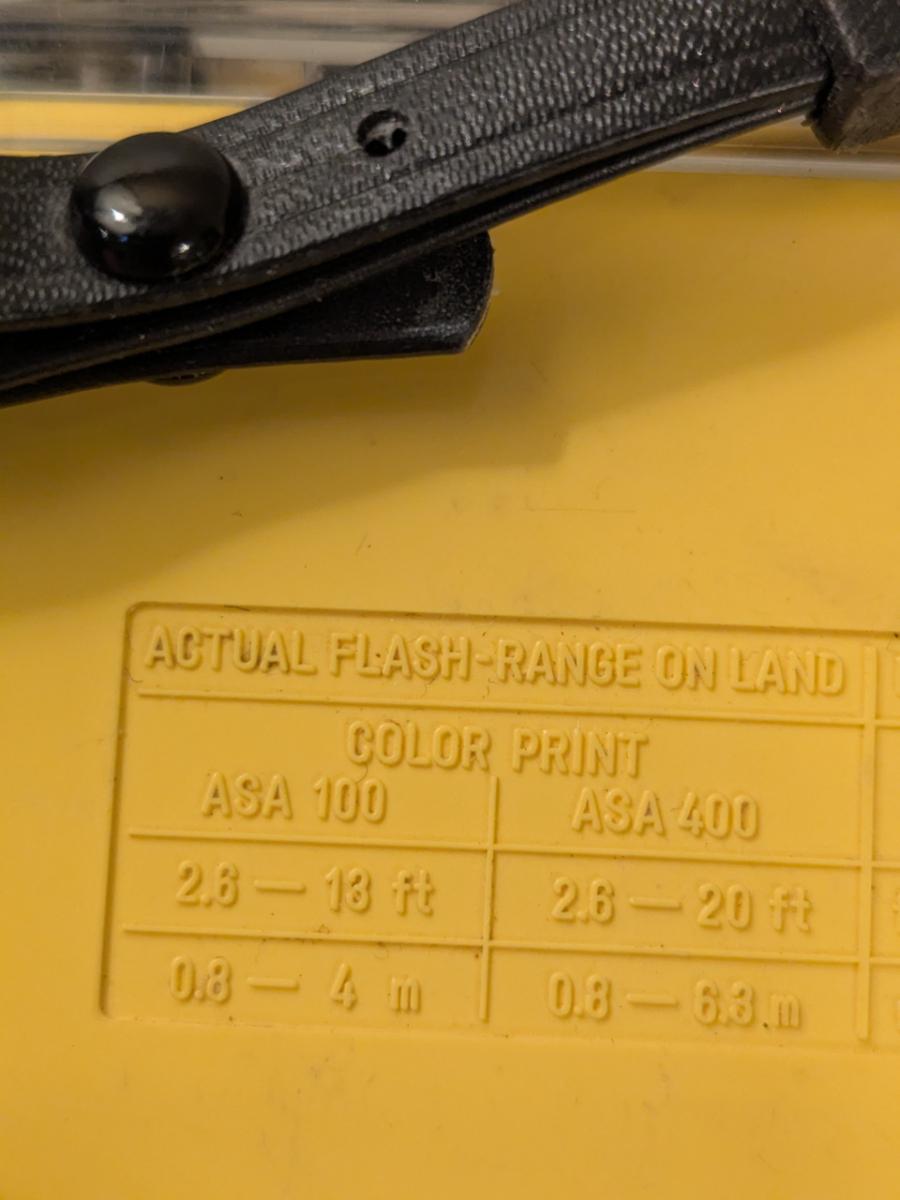 ACTUAL FLASH-RANGE ON LAND
COLOR PRINT
ASA 100 ASA 400
2.6 — 13 ft 2.6 — 20 ft
0.8 — 4 m 0.8 — 6.3 m